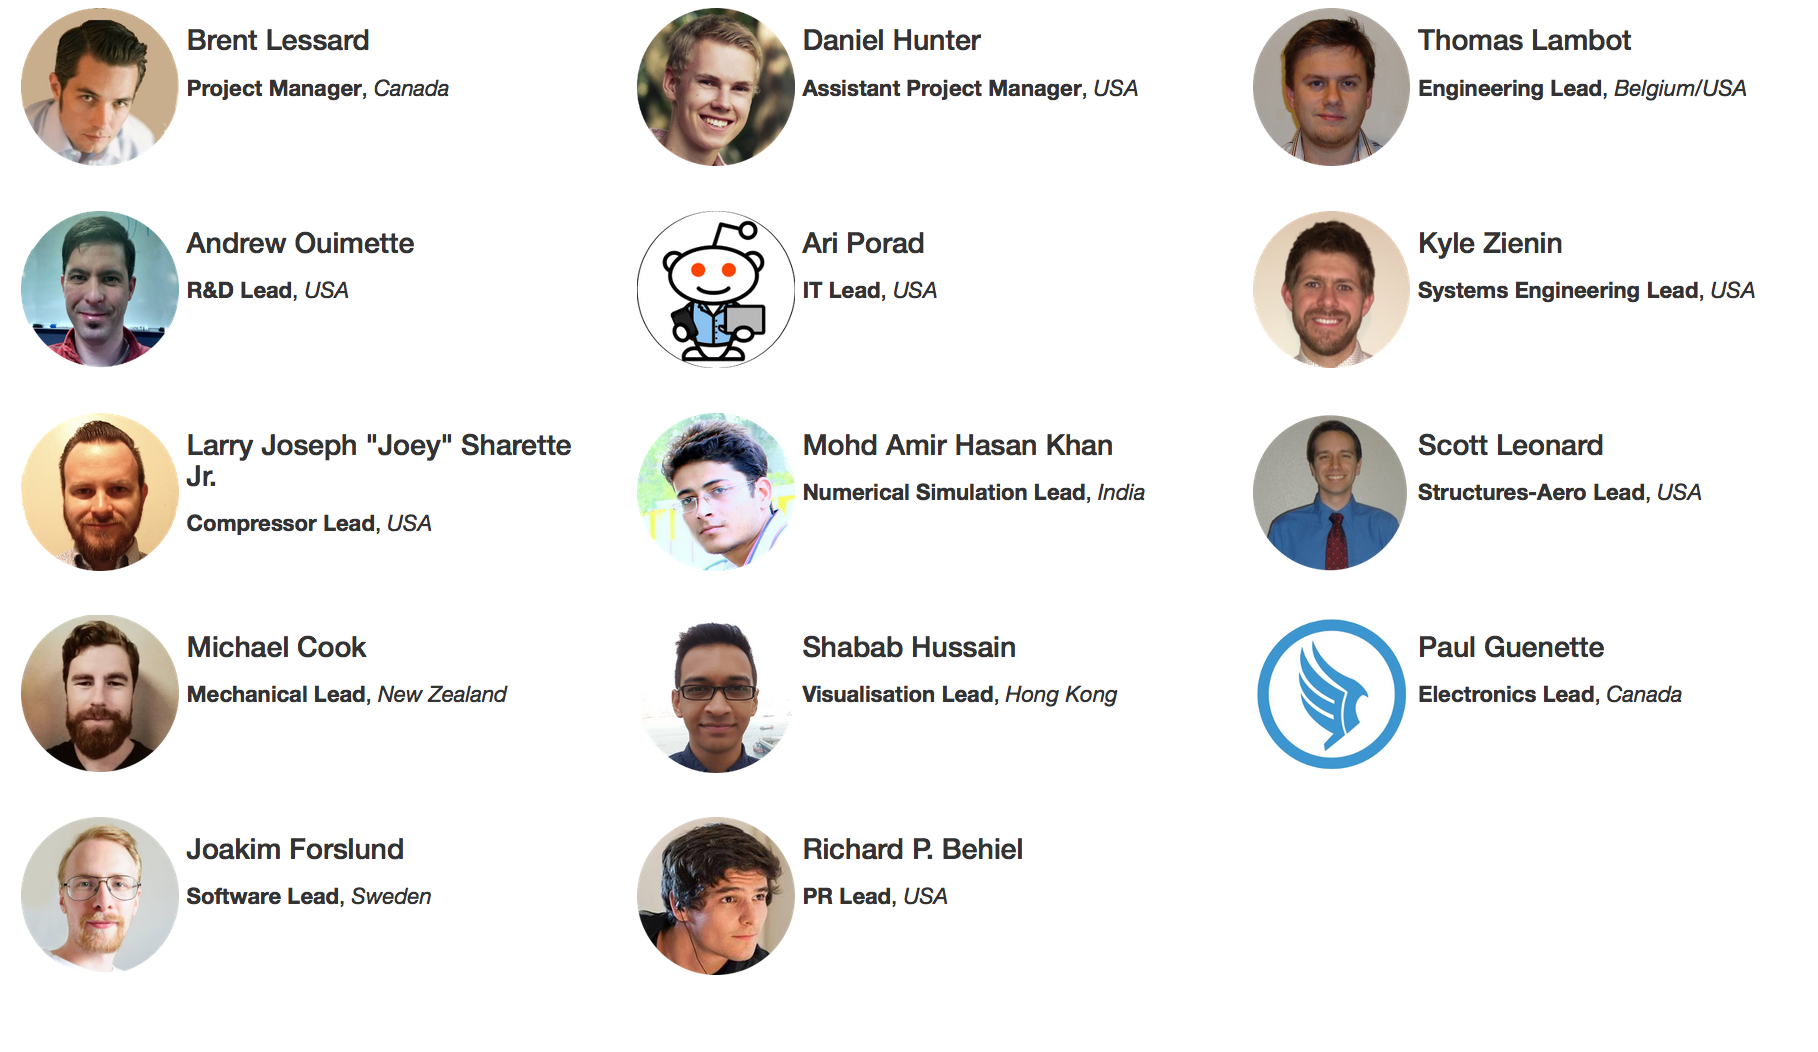 Brent Lessard
Project Manager, Canada
Daniel Hunter
Assistant Project Manager, USA
Thomas Lambot
Engineering Lead, Belgium/USA
Andrew Ouimette
R&D Lead, USA
Ari Porad
IT Lead, USA
Kyle Zienin
Systems Engineering Lead, USA
Larry Joseph "Joey" Sharette
Jr.
Compressor Lead, USA
Mohd Amir Hasan Khan
Numerical Simulation Lead, India
Scott Leonard
Structures-Aero Lead, USA
Michael Cook
Mechanical Lead, New Zealand
Shabab Hussain
Visualisation Lead, Hong Kong
Paul Guenette
Electronics Lead, Canada
Joakim Forslund
Software Lead, Sweden
Richard P. Behiel
PR Lead, USA